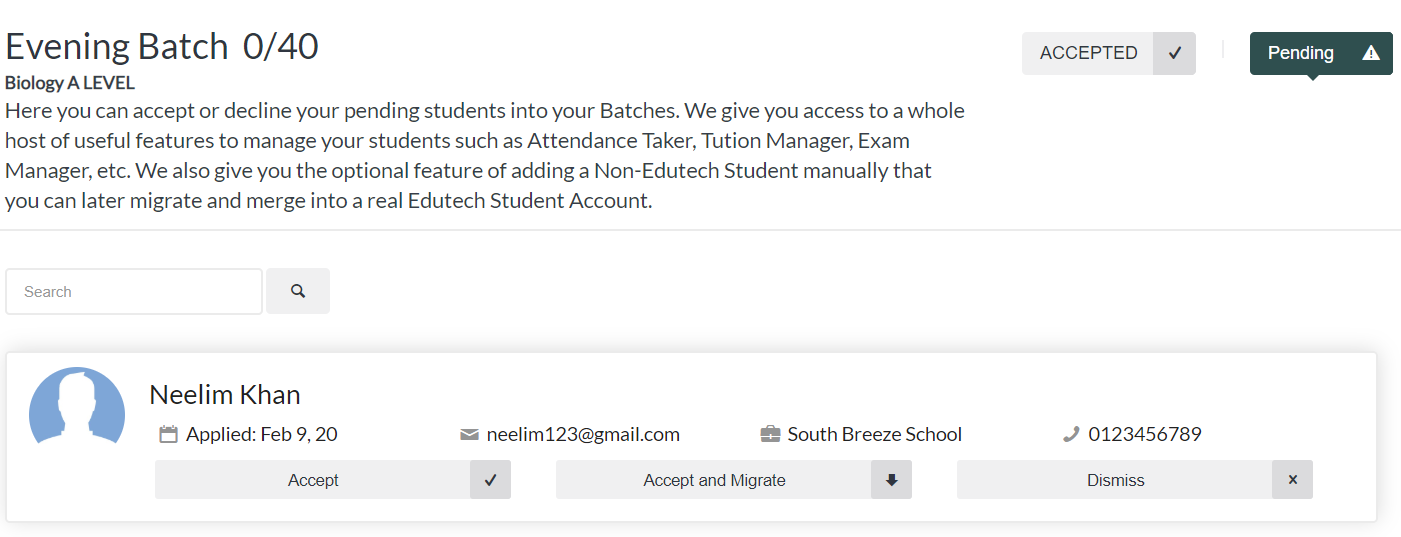 Evening Batch 0/40
ACCEPTED
Pending
Biology A LEVEL
Here you can accept or decline your pending students into your Batches. We give you access to a whole
host of useful features to manage your students such as Attendance Taker, Tution Manager, Exam
Manager, etc. We also give you the optional feature of adding a Non-Edutech Student manually that
you can later migrate and merge into a real Edutech Student Account.
Search
Neelim Khan
Applied: Feb 9, 20 neelim123@gmail.com South Breeze School 0123456789
Accept Accept and Migrate Dismiss